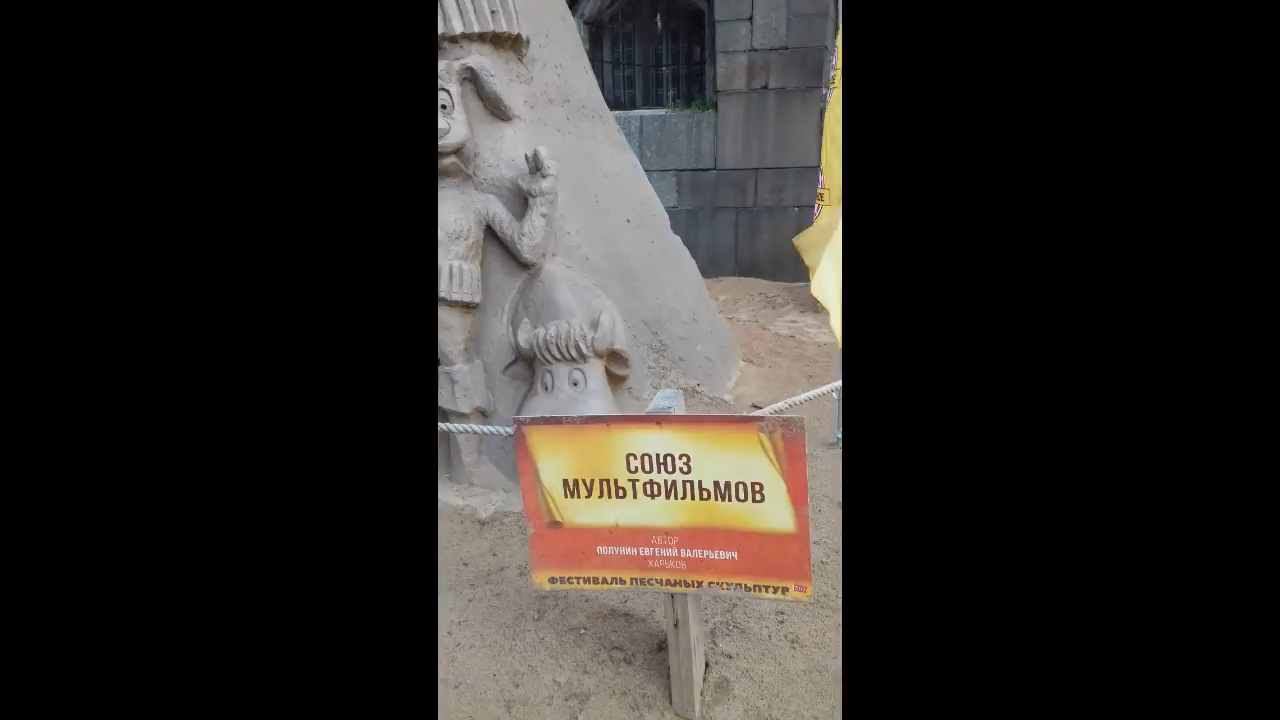 СОЮЗ
МУЛЬТФИЛЬМОВ
АВТОР
ПОЛУНИН ЕВГЕНИЙ ВАЛЕРЬЕВИЧ
ХАРЬКОВ
ФЕСТИВАЛЬ ПЕСЧАНЫХ СКУЛЬПТУР